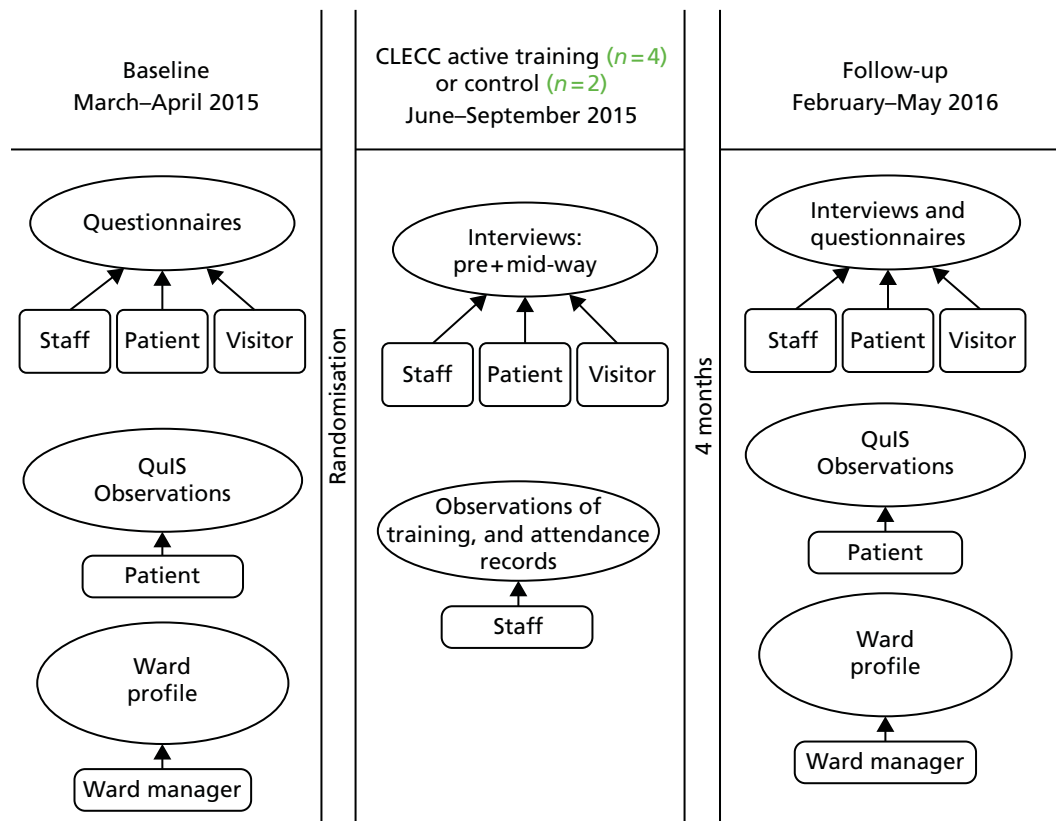 Baseline
March–April 2015
Questionnaires
Staff
Patient
Visitor
QuIS
Observations
Patient
Ward
profile
Ward manager
Randomisation
CLECC active training (n=4)
or control (n=2)
June–September 2015
Interviews:
pre+mid-way
Staff
Patient
Visitor
Observations of
training, and attendance
records
Staff
4 months
Follow-up
February–May 2016
Interviews and
questionnaires
Staff
Patient
Visitor
QuIS
Observations
Patient
Ward
profile
Ward manager